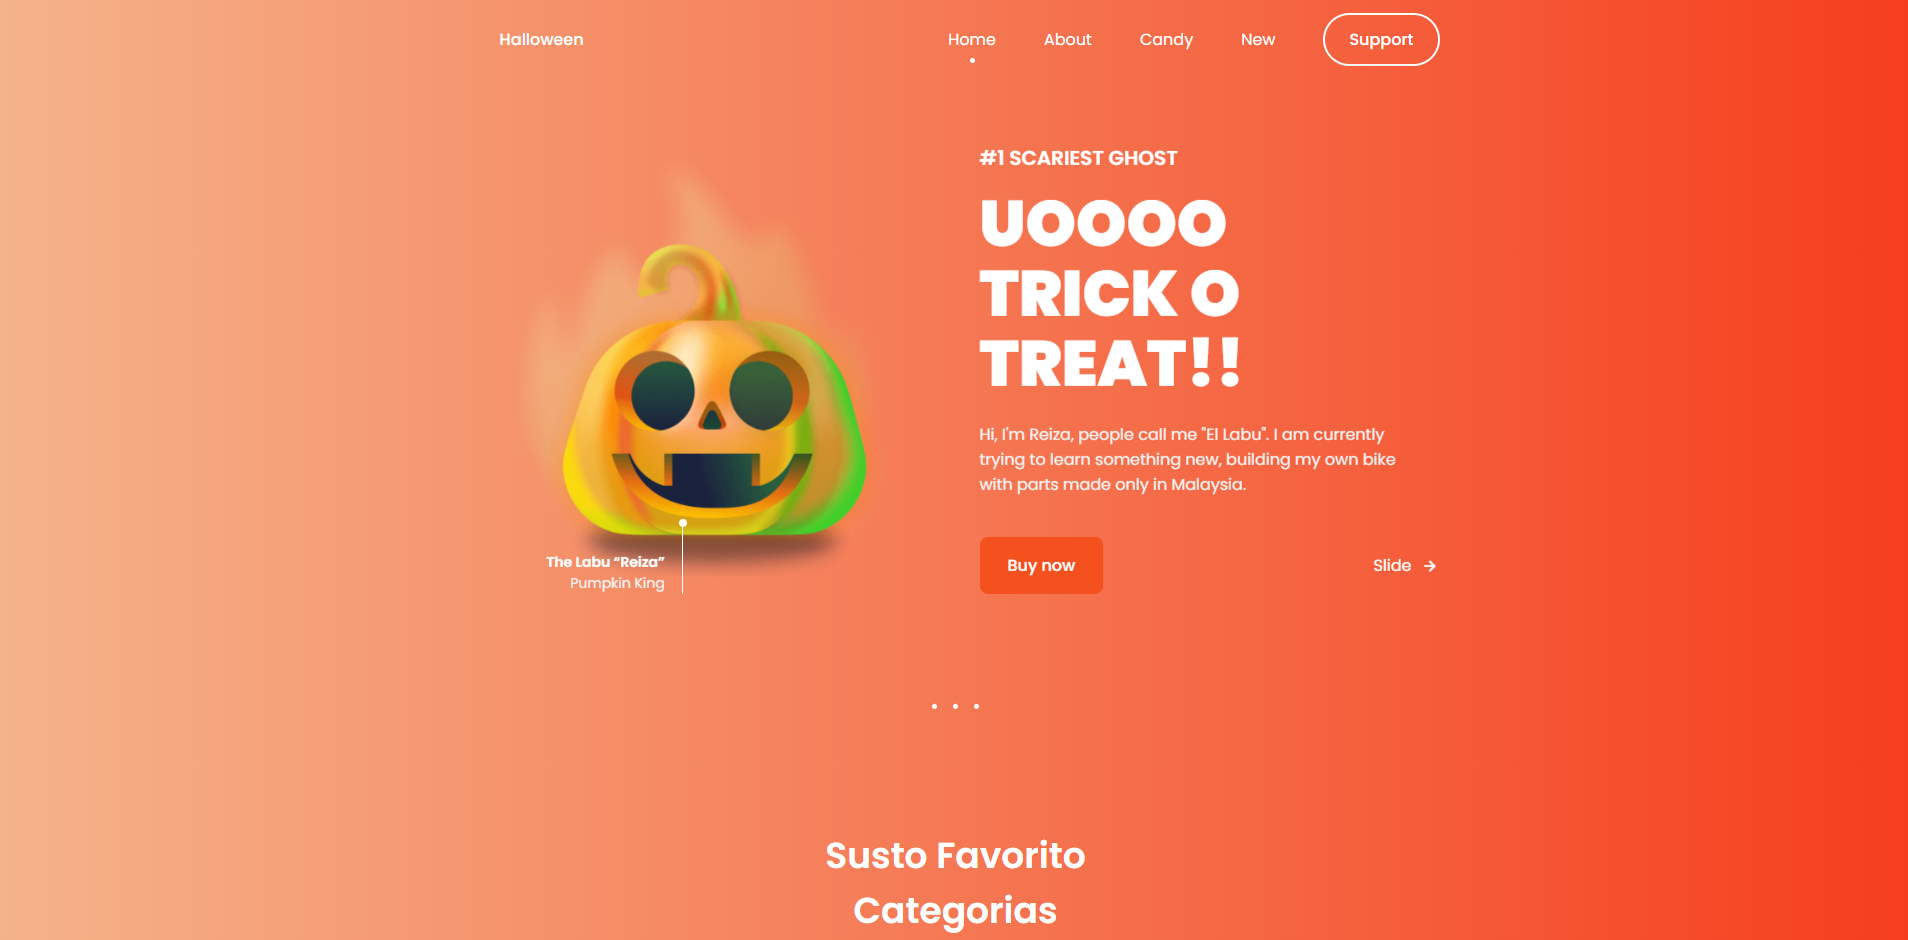 Halloween
Home About Candy New Support
#1 SCARIEST GHOST
UOOOO
TRICK O
TREAT!!
Hi, I'm Reiza, people call me "El Labu". I am currently
trying to learn something new, building my own bike
with parts made only in Malaysia.
Buy now
Slide →
The Labu “Reiza”
Pumpkin King
Susto Favorito
Categorias